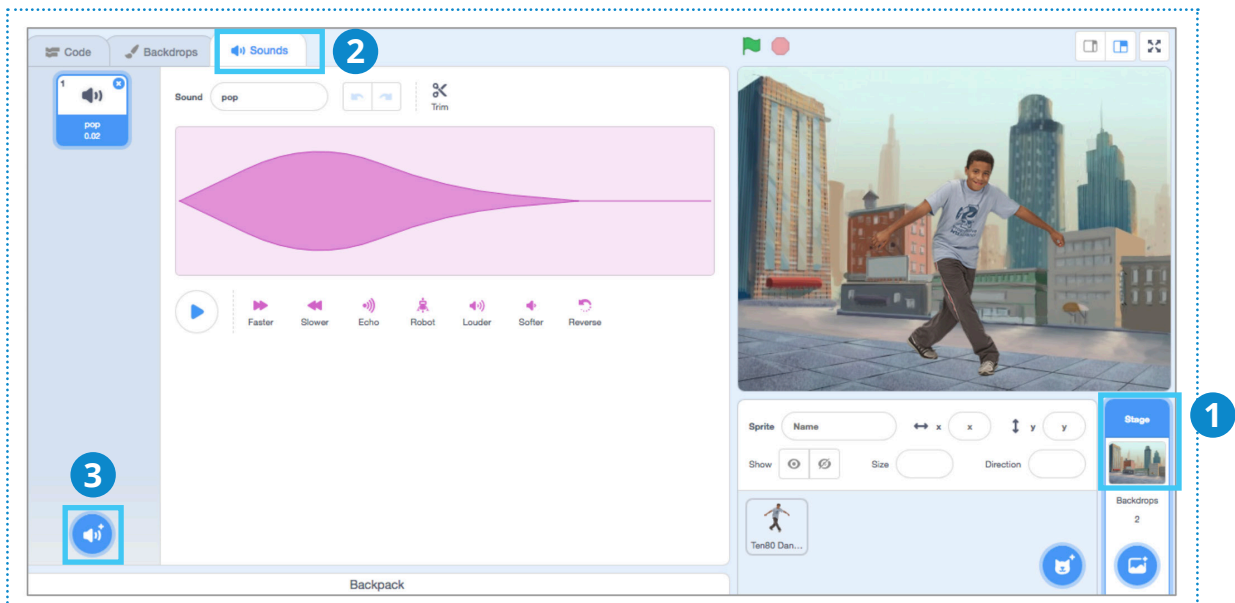 Code
Backdrops
Sounds
2
1
pop
0.02
Sound
pop
Trim
Faster
Slower
Echo
Robot
Louder
Softer
Reverse
3
Backpack
Sprite
Name
x
x
y
y
Show
Size
Direction
Ten80 Dan...
Stage
1
Backdrops
2